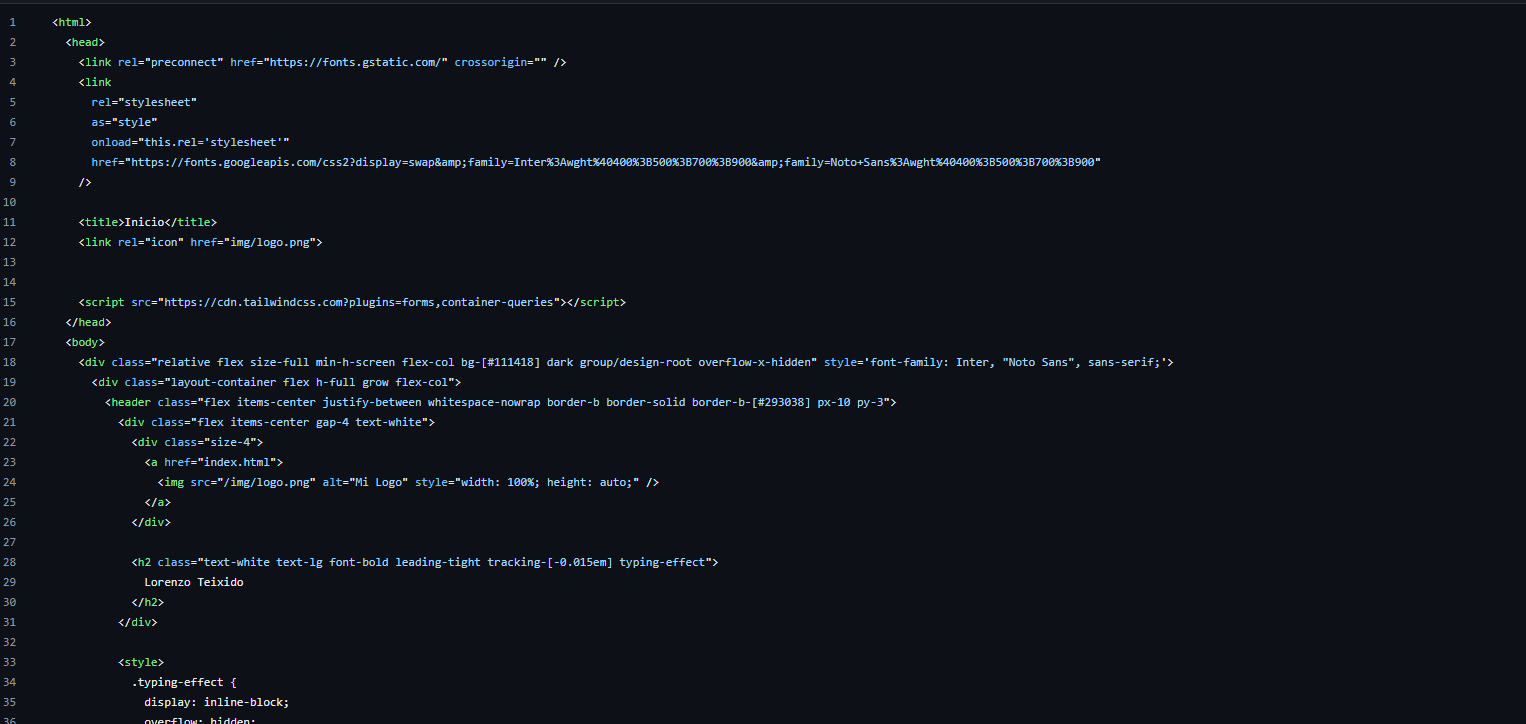 1 <html>
2 <head>
3 <link rel="preconnect" href="https://fonts.gstatic.com/" crossorigin="" />
4 <link
5 rel="stylesheet"
6 as="style"
7 onload="this.rel='stylesheet'"
8 href="https://fonts.googleapis.com/css2?display=swap&amp;family=Inter%3Awght%40400%3B500%3B700%3B900&amp;family=Noto+Sans%3Awght%40400%3B500%3B700%3B900"
9 />
10
11 <title>Inicio</title>
12 <link rel="icon" href="img/logo.png">
13
14
15 <script src="https://cdn.tailwindcss.com?plugins=forms,container-queries"></script>
16 </head>
17 <body>
18 <div class="relative flex size-full min-h-screen flex-col bg-[#111418] dark group/design-root overflow-x-hidden" style='font-family: Inter, "Noto Sans", sans-serif;'>
19 <div class="layout-container flex h-full grow flex-col">
20 <header class="flex items-center justify-between whitespace-nowrap border-b border-solid border-b-[#293038] px-10 py-3">
21 <div class="flex items-center gap-4 text-white">
22 <div class="size-4">
23 <a href="index.html">
24 <img src="/img/logo.png" alt="Mi Logo" style="width: 100%; height: auto;" />
25 </a>
26 </div>
27
28 <h2 class="text-white text-lg font-bold leading-tight tracking-[-0.015em] typing-effect">
29 Lorenzo Teixido
30 </h2>
31 </div>
32
33 <style>
34 .typing-effect {
35 display: inline-block;
36 overflow: hidden;